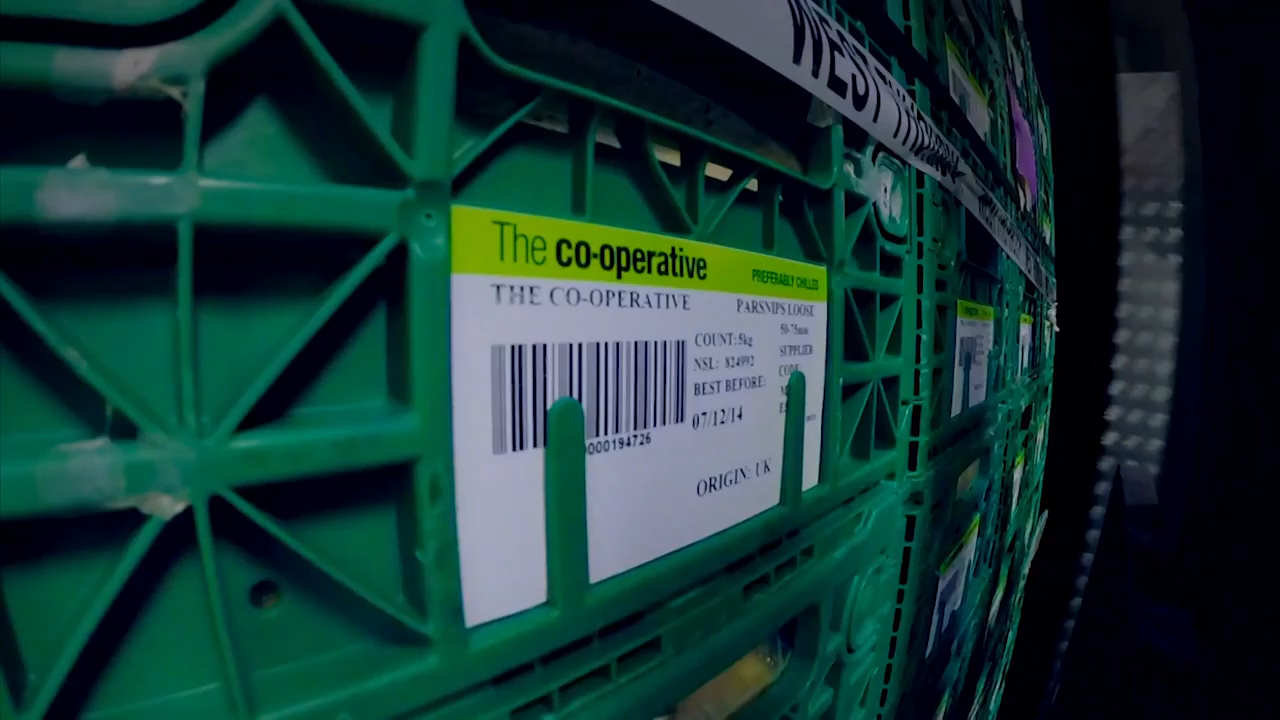 WEST
The co-operative
PREFERABLY CHILLED
THE CO-OPERATIVE
PARSNIPS LOOSE
50-75mm
COUNT: 5kg
SUPPLIER
NSL: 824992
BEST BEFORE:
07/12/14
000194726
ORIGIN: UK